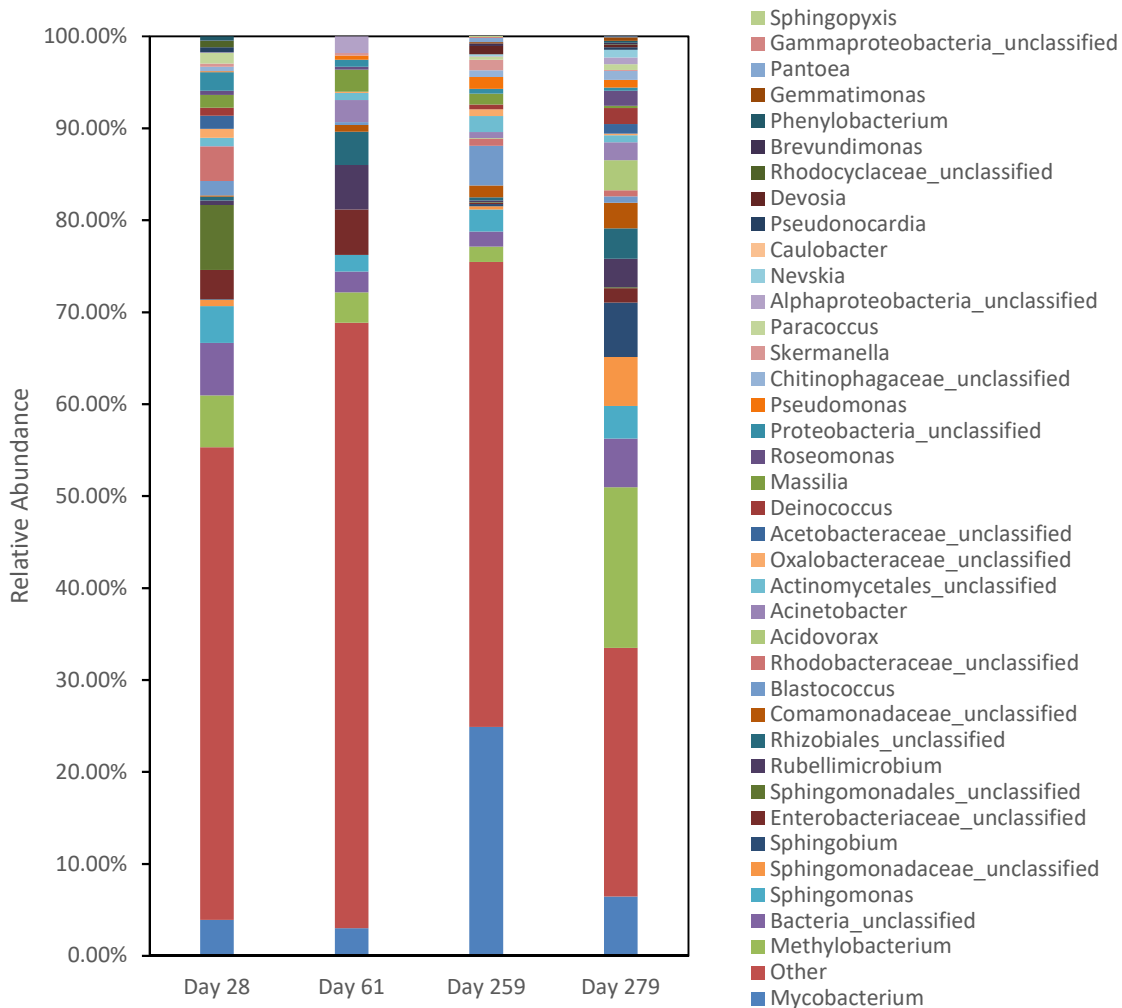 100.00%
90.00%
80.00%
70.00%
60.00%
50.00%
40.00%
30.00%
20.00%
10.00%
0.00%
Relative Abundance
Day 28
Day 61
Day 259
Day 279
Sphingopyxis
Gammaproteobacteria_unclassified
Pantoea
Gemmatimonas
Phenylobacterium
Brevundimonas
Rhodocyclaceae_unclassified
Devosia
Pseudonocardia
Caulobacter
Nevskia
Alphaproteobacteria_unclassified
Paracoccus
Skermanella
Chitinophagaceae_unclassified
Pseudomonas
Proteobacteria_unclassified
Roseomonas
Massilia
Deinococcus
Acetobacteraceae_unclassified
Oxalobacteraceae_unclassified
Actinomycetales_unclassified
Acinetobacter
Acidovorax
Rhodobacteraceae_unclassified
Blastococcus
Comamonadaceae_unclassified
Rhizobiales_unclassified
Rubellimicrobium
Sphingomonadales_unclassified
Enterobacteriaceae_unclassified
Sphingobium
Sphingomonadaceae_unclassified
Sphingomonas
Bacteria_unclassified
Methylobacterium
Other
Mycobacterium